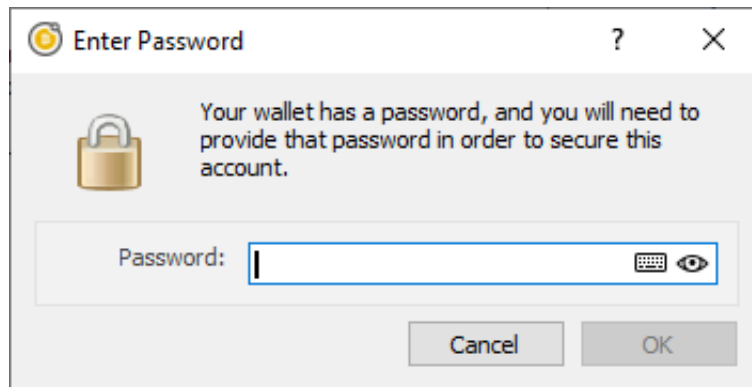 Enter Password
?
Your wallet has a password, and you will need to
provide that password in order to secure this
account.
Password:
Cancel
OK